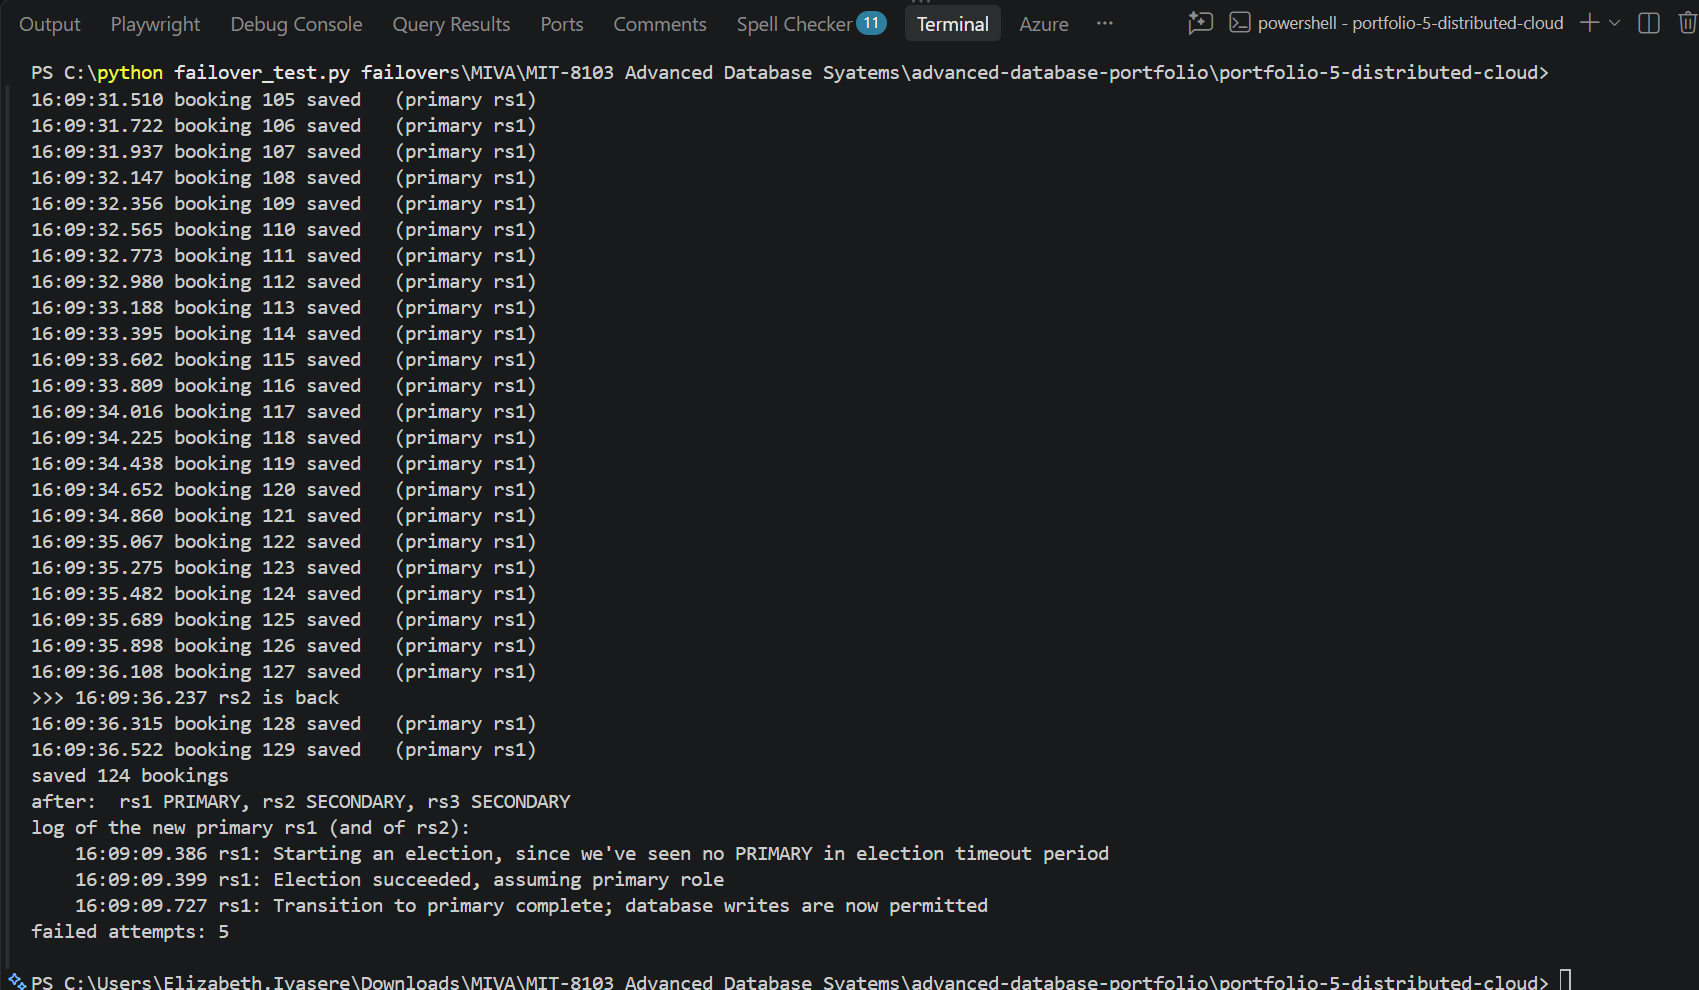 Output Playwright Debug Console Query Results Ports Comments Spell Checker 11 Terminal Azure ··· powershell - portfolio-5-distributed-cloud
PS C:\python failover_test.py failovers\MIVA\MIT-8103 Advanced Database Syatems\advanced-database-portfolio\portfolio-5-distributed-cloud>
16:09:31.510 booking 105 saved   (primary rs1)
16:09:31.722 booking 106 saved   (primary rs1)
16:09:31.937 booking 107 saved   (primary rs1)
16:09:32.147 booking 108 saved   (primary rs1)
16:09:32.356 booking 109 saved   (primary rs1)
16:09:32.565 booking 110 saved   (primary rs1)
16:09:32.773 booking 111 saved   (primary rs1)
16:09:32.980 booking 112 saved   (primary rs1)
16:09:33.188 booking 113 saved   (primary rs1)
16:09:33.395 booking 114 saved   (primary rs1)
16:09:33.602 booking 115 saved   (primary rs1)
16:09:33.809 booking 116 saved   (primary rs1)
16:09:34.016 booking 117 saved   (primary rs1)
16:09:34.225 booking 118 saved   (primary rs1)
16:09:34.438 booking 119 saved   (primary rs1)
16:09:34.652 booking 120 saved   (primary rs1)
16:09:34.860 booking 121 saved   (primary rs1)
16:09:35.067 booking 122 saved   (primary rs1)
16:09:35.275 booking 123 saved   (primary rs1)
16:09:35.482 booking 124 saved   (primary rs1)
16:09:35.689 booking 125 saved   (primary rs1)
16:09:35.898 booking 126 saved   (primary rs1)
16:09:36.108 booking 127 saved   (primary rs1)
>>> 16:09:36.237 rs2 is back
16:09:36.315 booking 128 saved   (primary rs1)
16:09:36.522 booking 129 saved   (primary rs1)
saved 124 bookings
after:  rs1 PRIMARY, rs2 SECONDARY, rs3 SECONDARY
log of the new primary rs1 (and of rs2):
    16:09:09.386 rs1: Starting an election, since we've seen no PRIMARY in election timeout period
    16:09:09.399 rs1: Election succeeded, assuming primary role
    16:09:09.727 rs1: Transition to primary complete; database writes are now permitted
failed attempts: 5
PS C:\Users\Elizabeth.Iyasere\Downloads\MIVA\MIT-8103 Advanced Database Syatems\advanced-database-portfolio\portfolio-5-distributed-cloud>